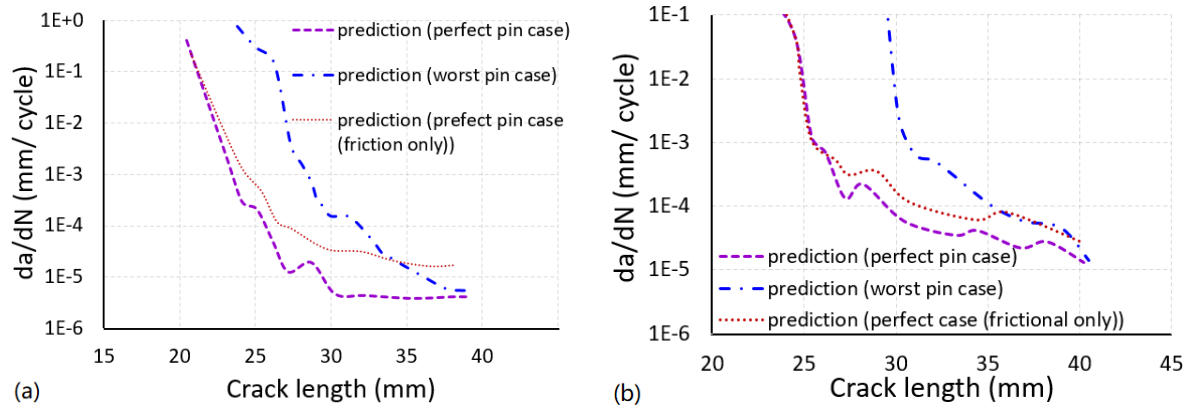 1E+0
1E-1
1E-2
1E-3
1E-4
1E-5
1E-6
da/dN (mm/ cycle)
prediction (perfect pin case)
prediction (worst pin case)
prediction (prefect pin case
(friction only))
15 20 25 30 35 40
Crack length (mm)
(a)
1E-1
1E-2
1E-3
1E-4
1E-5
1E-6
da/dN (mm/ cycle)
prediction (perfect pin case)
prediction (worst pin case)
prediction (perfect case (frictional only))
20 25 30 35 40 45
Crack length (mm)
(b)